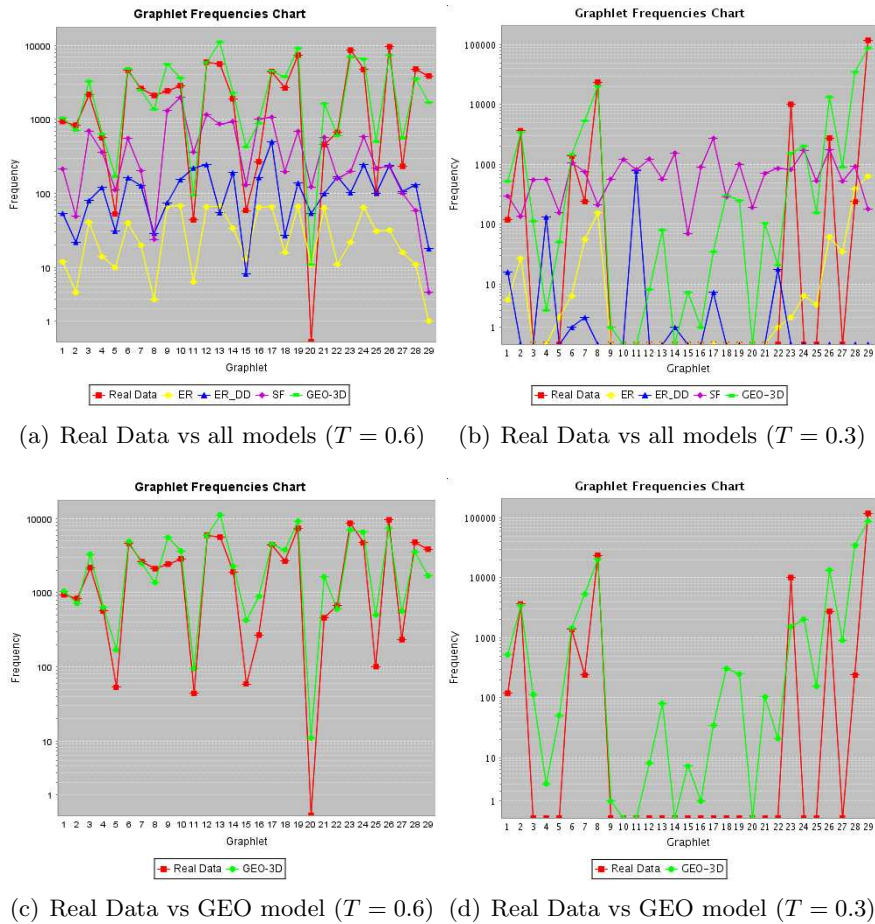 Graphlet Frequencies Chart
10000
1000
100
10
1
Frequency
1 2 3 4 5 6 7 8 9 10 11 12 13 14 15 16 17 18 19 20 21 22 23 24 25 26 27 28 29
Graphlet
Real Data ER ER_DD SF GEO-3D
(a) Real Data vs all models (T = 0.6)
Graphlet Frequencies Chart
100000
10000
1000
100
10
1
Frequency
1 2 3 4 5 6 7 8 9 10 11 12 13 14 15 16 17 18 19 20 21 22 23 24 25 26 27 28 29
Graphlet
Real Data ER ER_DD SF GEO-3D
(b) Real Data vs all models (T = 0.3)
Graphlet Frequencies Chart
10000
1000
100
10
1
Frequency
1 2 3 4 5 6 7 8 9 10 11 12 13 14 15 16 17 18 19 20 21 22 23 24 25 26 27 28 29
Graphlet
Real Data GEO-3D
(c) Real Data vs GEO model (T = 0.6)
Graphlet Frequencies Chart
100000
10000
1000
100
10
1
Frequency
1 2 3 4 5 6 7 8 9 10 11 12 13 14 15 16 17 18 19 20 21 22 23 24 25 26 27 28 29
Graphlet
Real Data GEO-3D
(d) Real Data vs GEO model (T = 0.3)